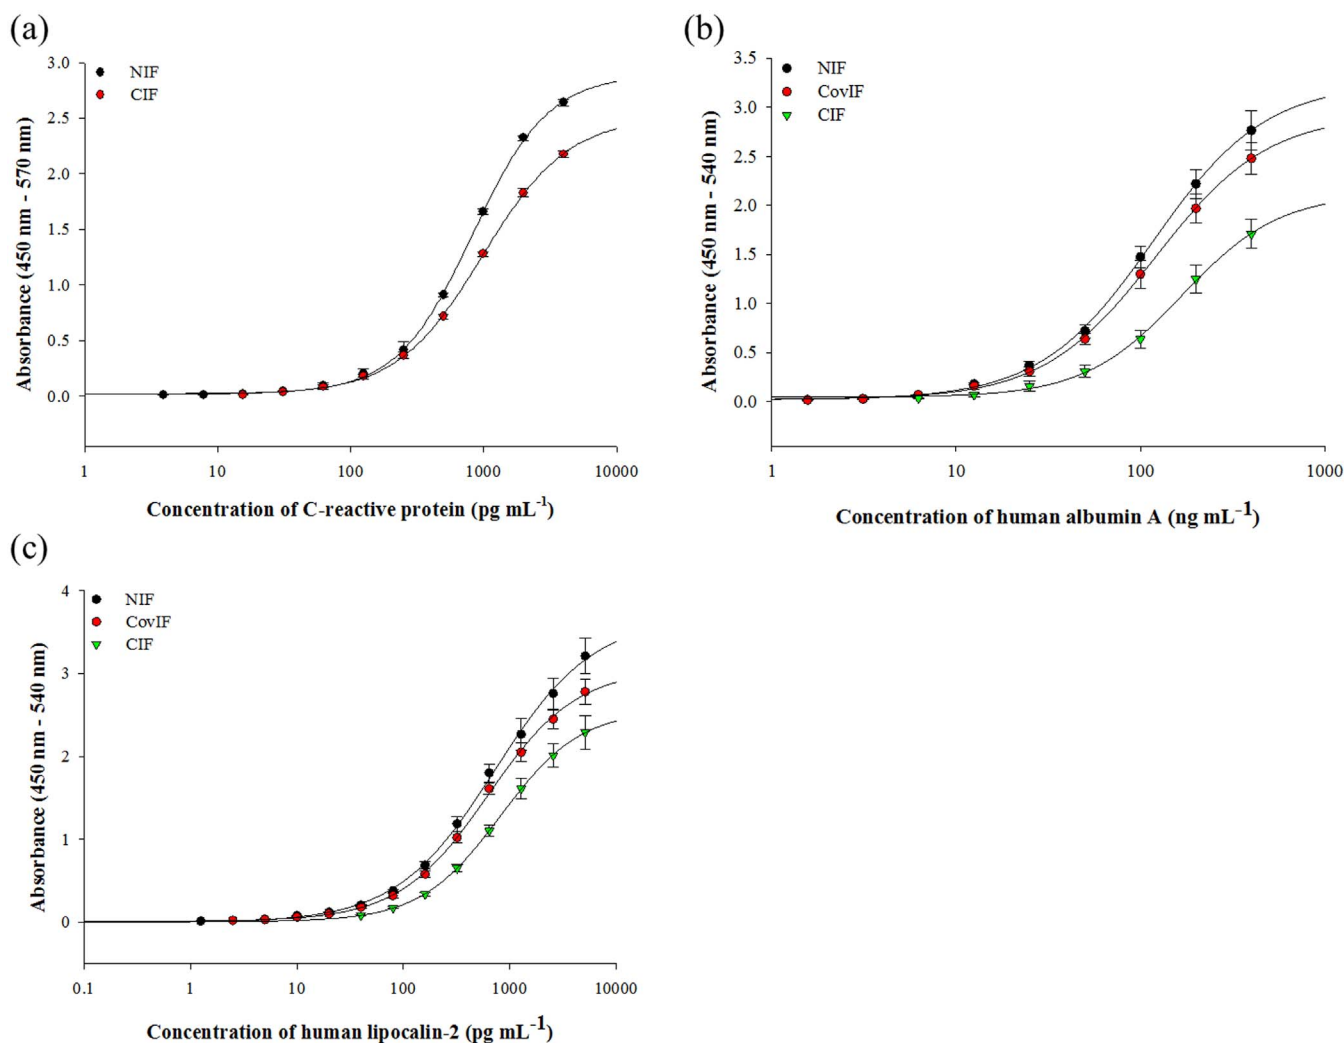 (a)
3.0
2.5
2.0
1.5
1.0
0.5
0.0
Absorbance (450 nm - 570 nm)
NIF
CIF
1 10 100 1000 10000
Concentration of C-reactive protein (pg mL-1)
(b)
3.5
3.0
2.5
2.0
1.5
1.0
0.5
0.0
Absorbance (450 nm - 540 nm)
NIF
CovIF
CIF
1 10 100 1000
Concentration of human albumin A (ng mL-1)
(c)
4
3
2
1
0
Absorbance (450 nm - 540 nm)
NIF
CovIF
CIF
0.1 1 10 100 1000 10000
Concentration of human lipocalin-2 (pg mL-1)